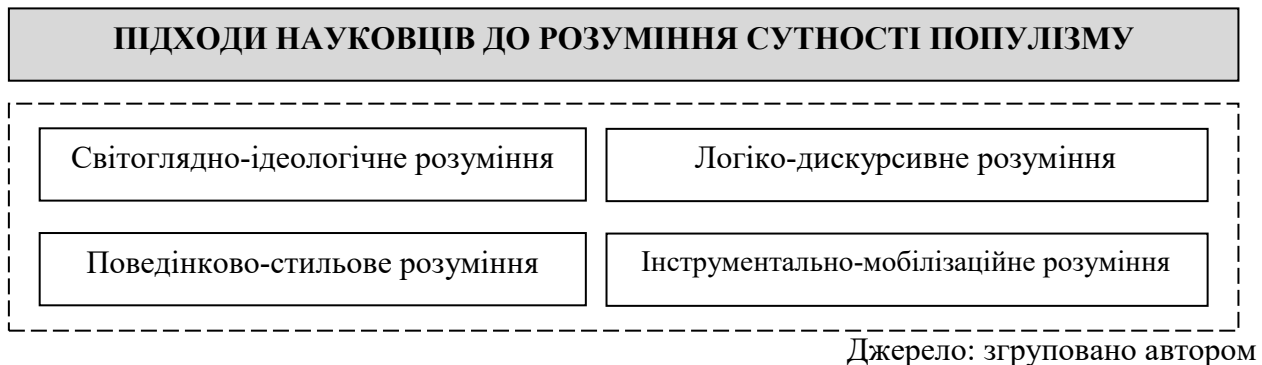 ПІДХОДИ НАУКОВЦІВ ДО РОЗУМІННЯ СУТНОСТІ ПОПУЛІЗМУ
Світоглядно-ідеологічне розуміння
Логіко-дискурсивне розуміння
Поведінково-стильове розуміння
Інструментально-мобілізаційне розуміння
Джерело: згруповано автором